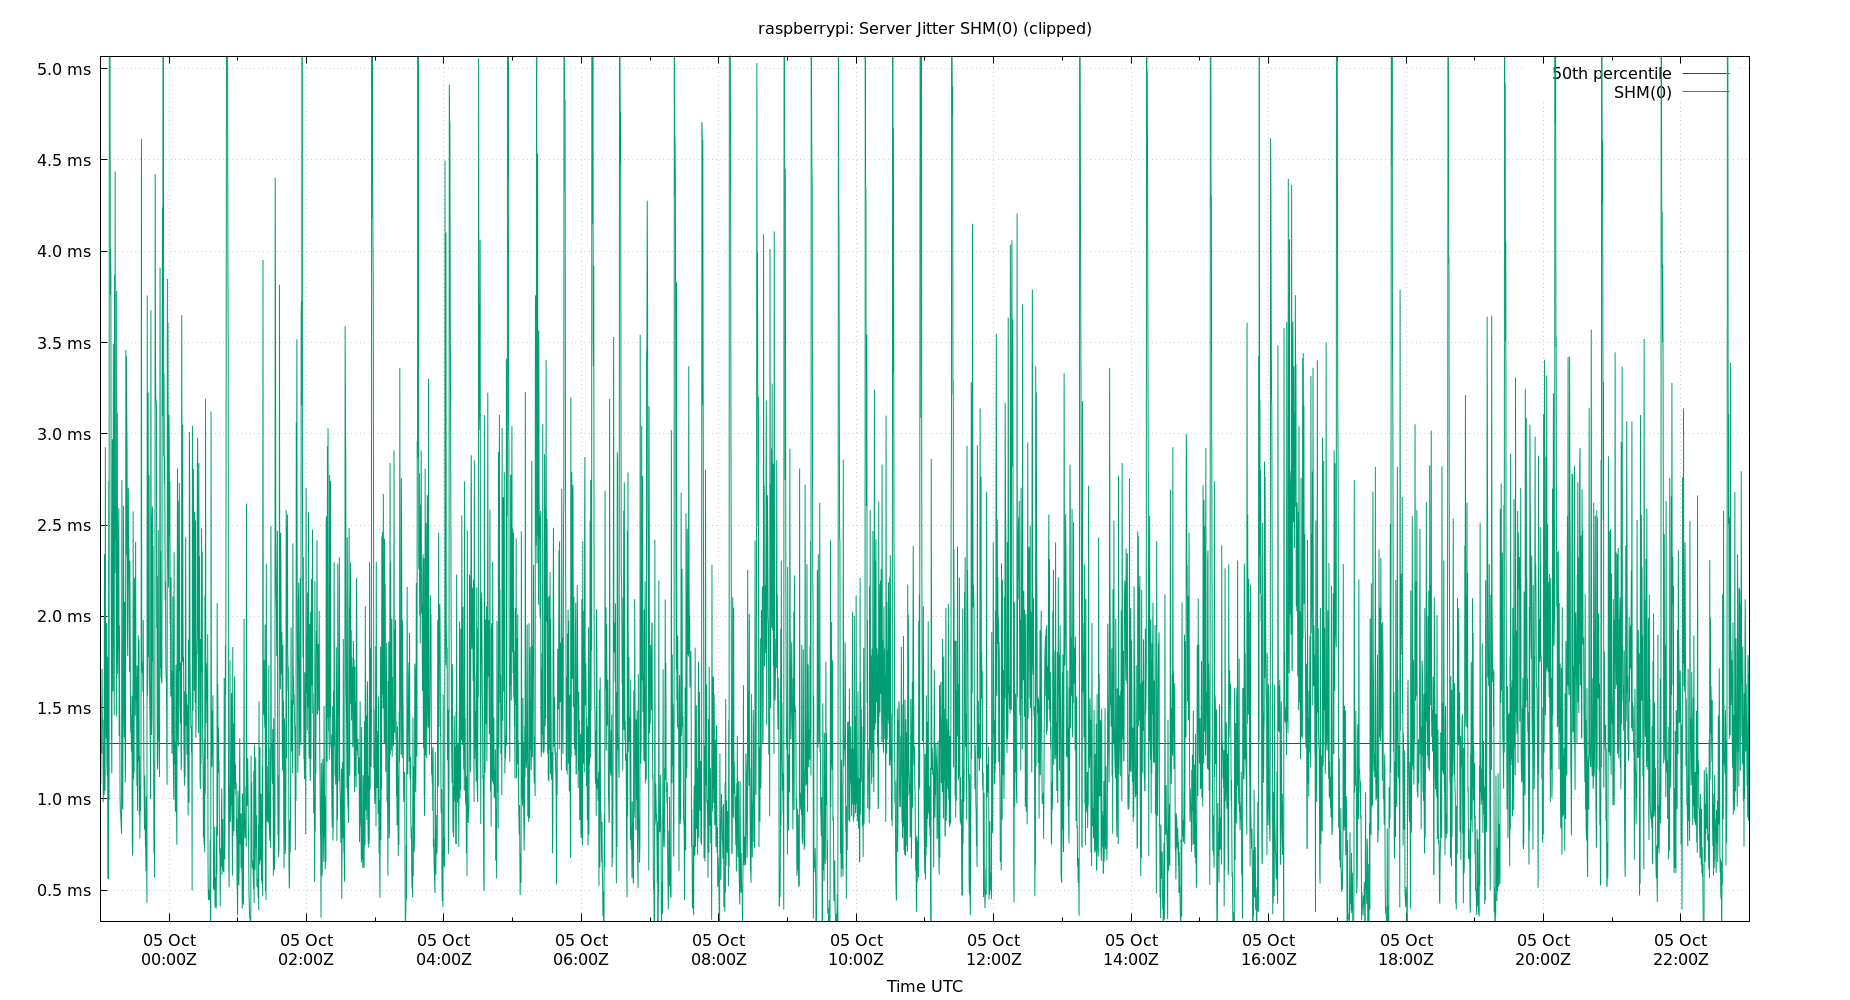 raspberrypi: Server Jitter SHM(0) (clipped)
5.0 ms
50th percentile
SHM(0)
4.5 ms
4.0 ms
3.5 ms
3.0 ms
2.5 ms
2.0 ms
1.5 ms
1.0 ms
0.5 ms
05 Oct 05 Oct 05 Oct 05 Oct 05 Oct 05 Oct 05 Oct 05 Oct 05 Oct 05 Oct 05 Oct 05 Oct
00:00Z 02:00Z 04:00Z 06:00Z 08:00Z 10:00Z 12:00Z 14:00Z 16:00Z 18:00Z 20:00Z 22:00Z
Time UTC